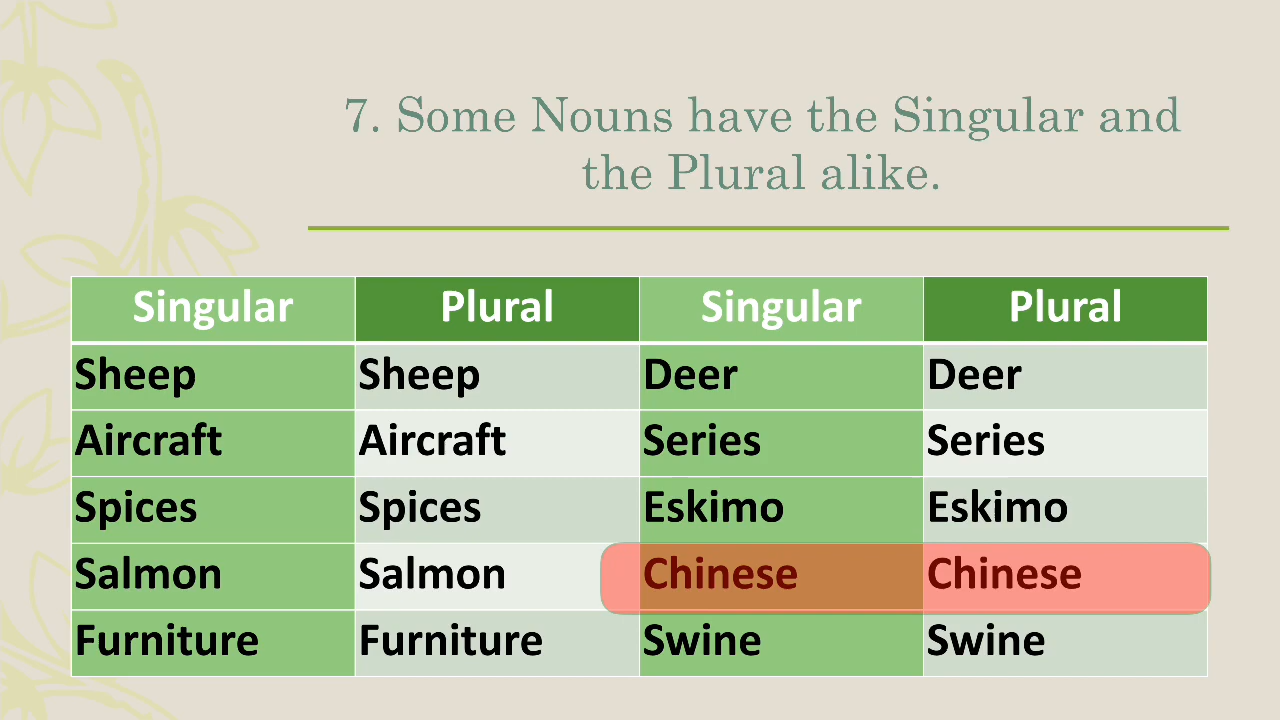 7. Some Nouns have the Singular and
the Plural alike.
Singular Plural Singular Plural
Sheep Sheep Deer Deer
Aircraft Aircraft Series Series
Spices Spices Eskimo Eskimo
Salmon Salmon Chinese Chinese
Furniture Furniture Swine Swine